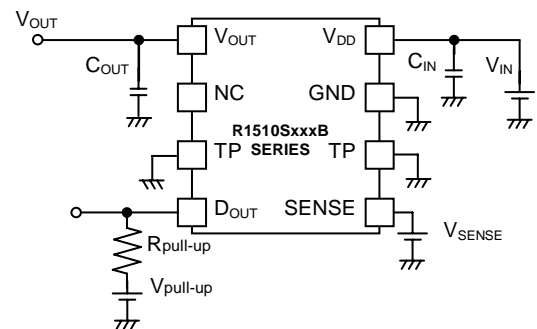 VOUT
COUT
VOUT
VDD
CIN
VIN
NC
GND
R1510SxxxB
SERIES
TP
TP
DOUT
SENSE
VSENSE
Rpull-up
Vpull-up